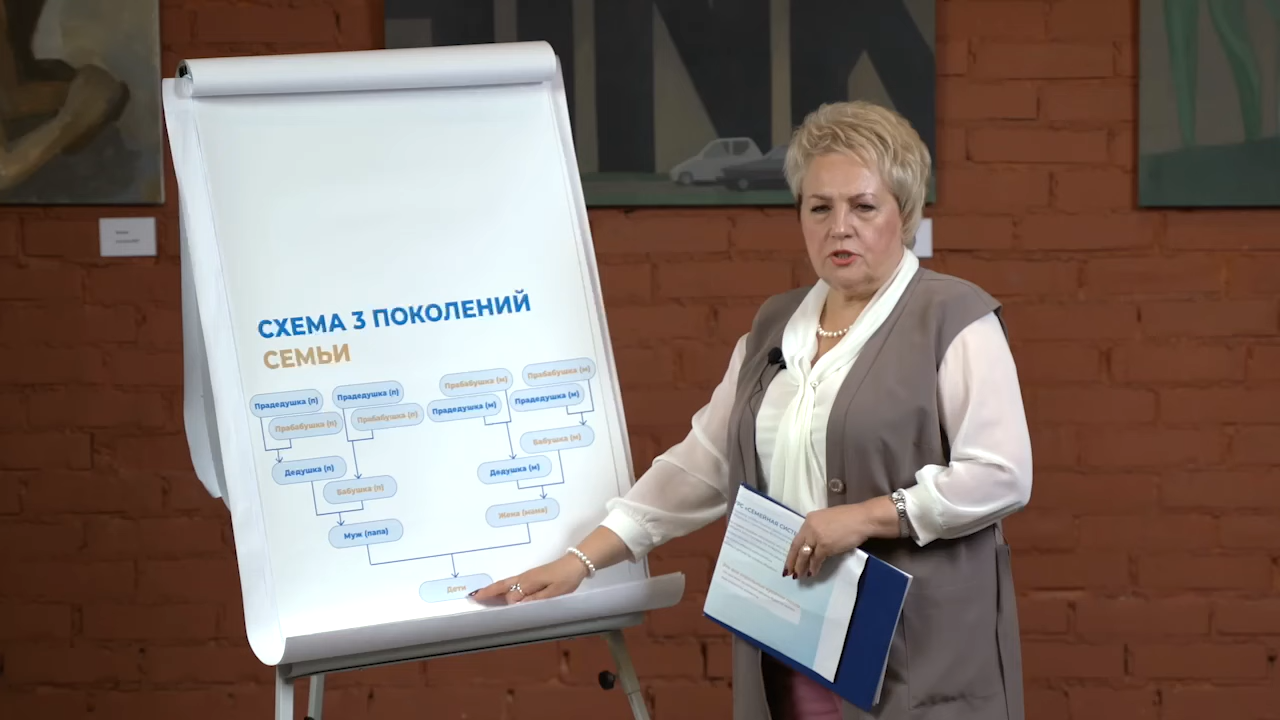 СХЕМА 3 ПОКОЛЕНИЙ
СЕМЬИ
Прадедушка (п)
Прабабушка (п)
Прадедушка (п)
Прабабушка (п)
Прабабушка (м)
Прадедушка (м)
Прабабушка (м)
Прадедушка (м)
Дедушка (п)
Бабушка (п)
Бабушка (м)
Дедушка (м)
Муж (папа)
Жена (мама)
Дети
«СЕМЕЙНАЯ